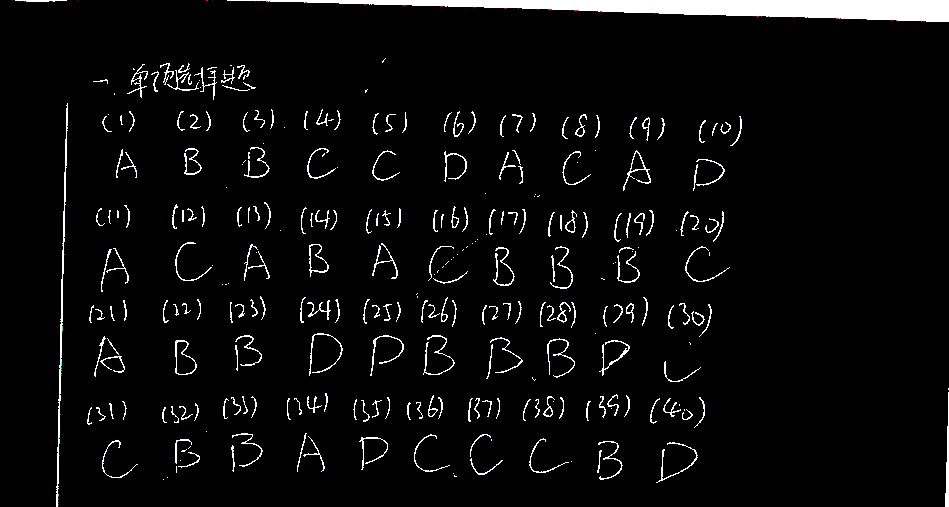 一、单项选择题
(1) (2) (3) (4) (5) (6) (7) (8) (9) (10)
A B B C C D A C A D
(11) (12) (13) (14) (15) (16) (17) (18) (19) (20)
A C A B A C B B B C
(21) (22) (23) (24) (25) (26) (27) (28) (29) (30)
A B B D D B B B D C
(31) (32) (33) (34) (35) (36) (37) (38) (39) (40)
C B B A D C C C B D